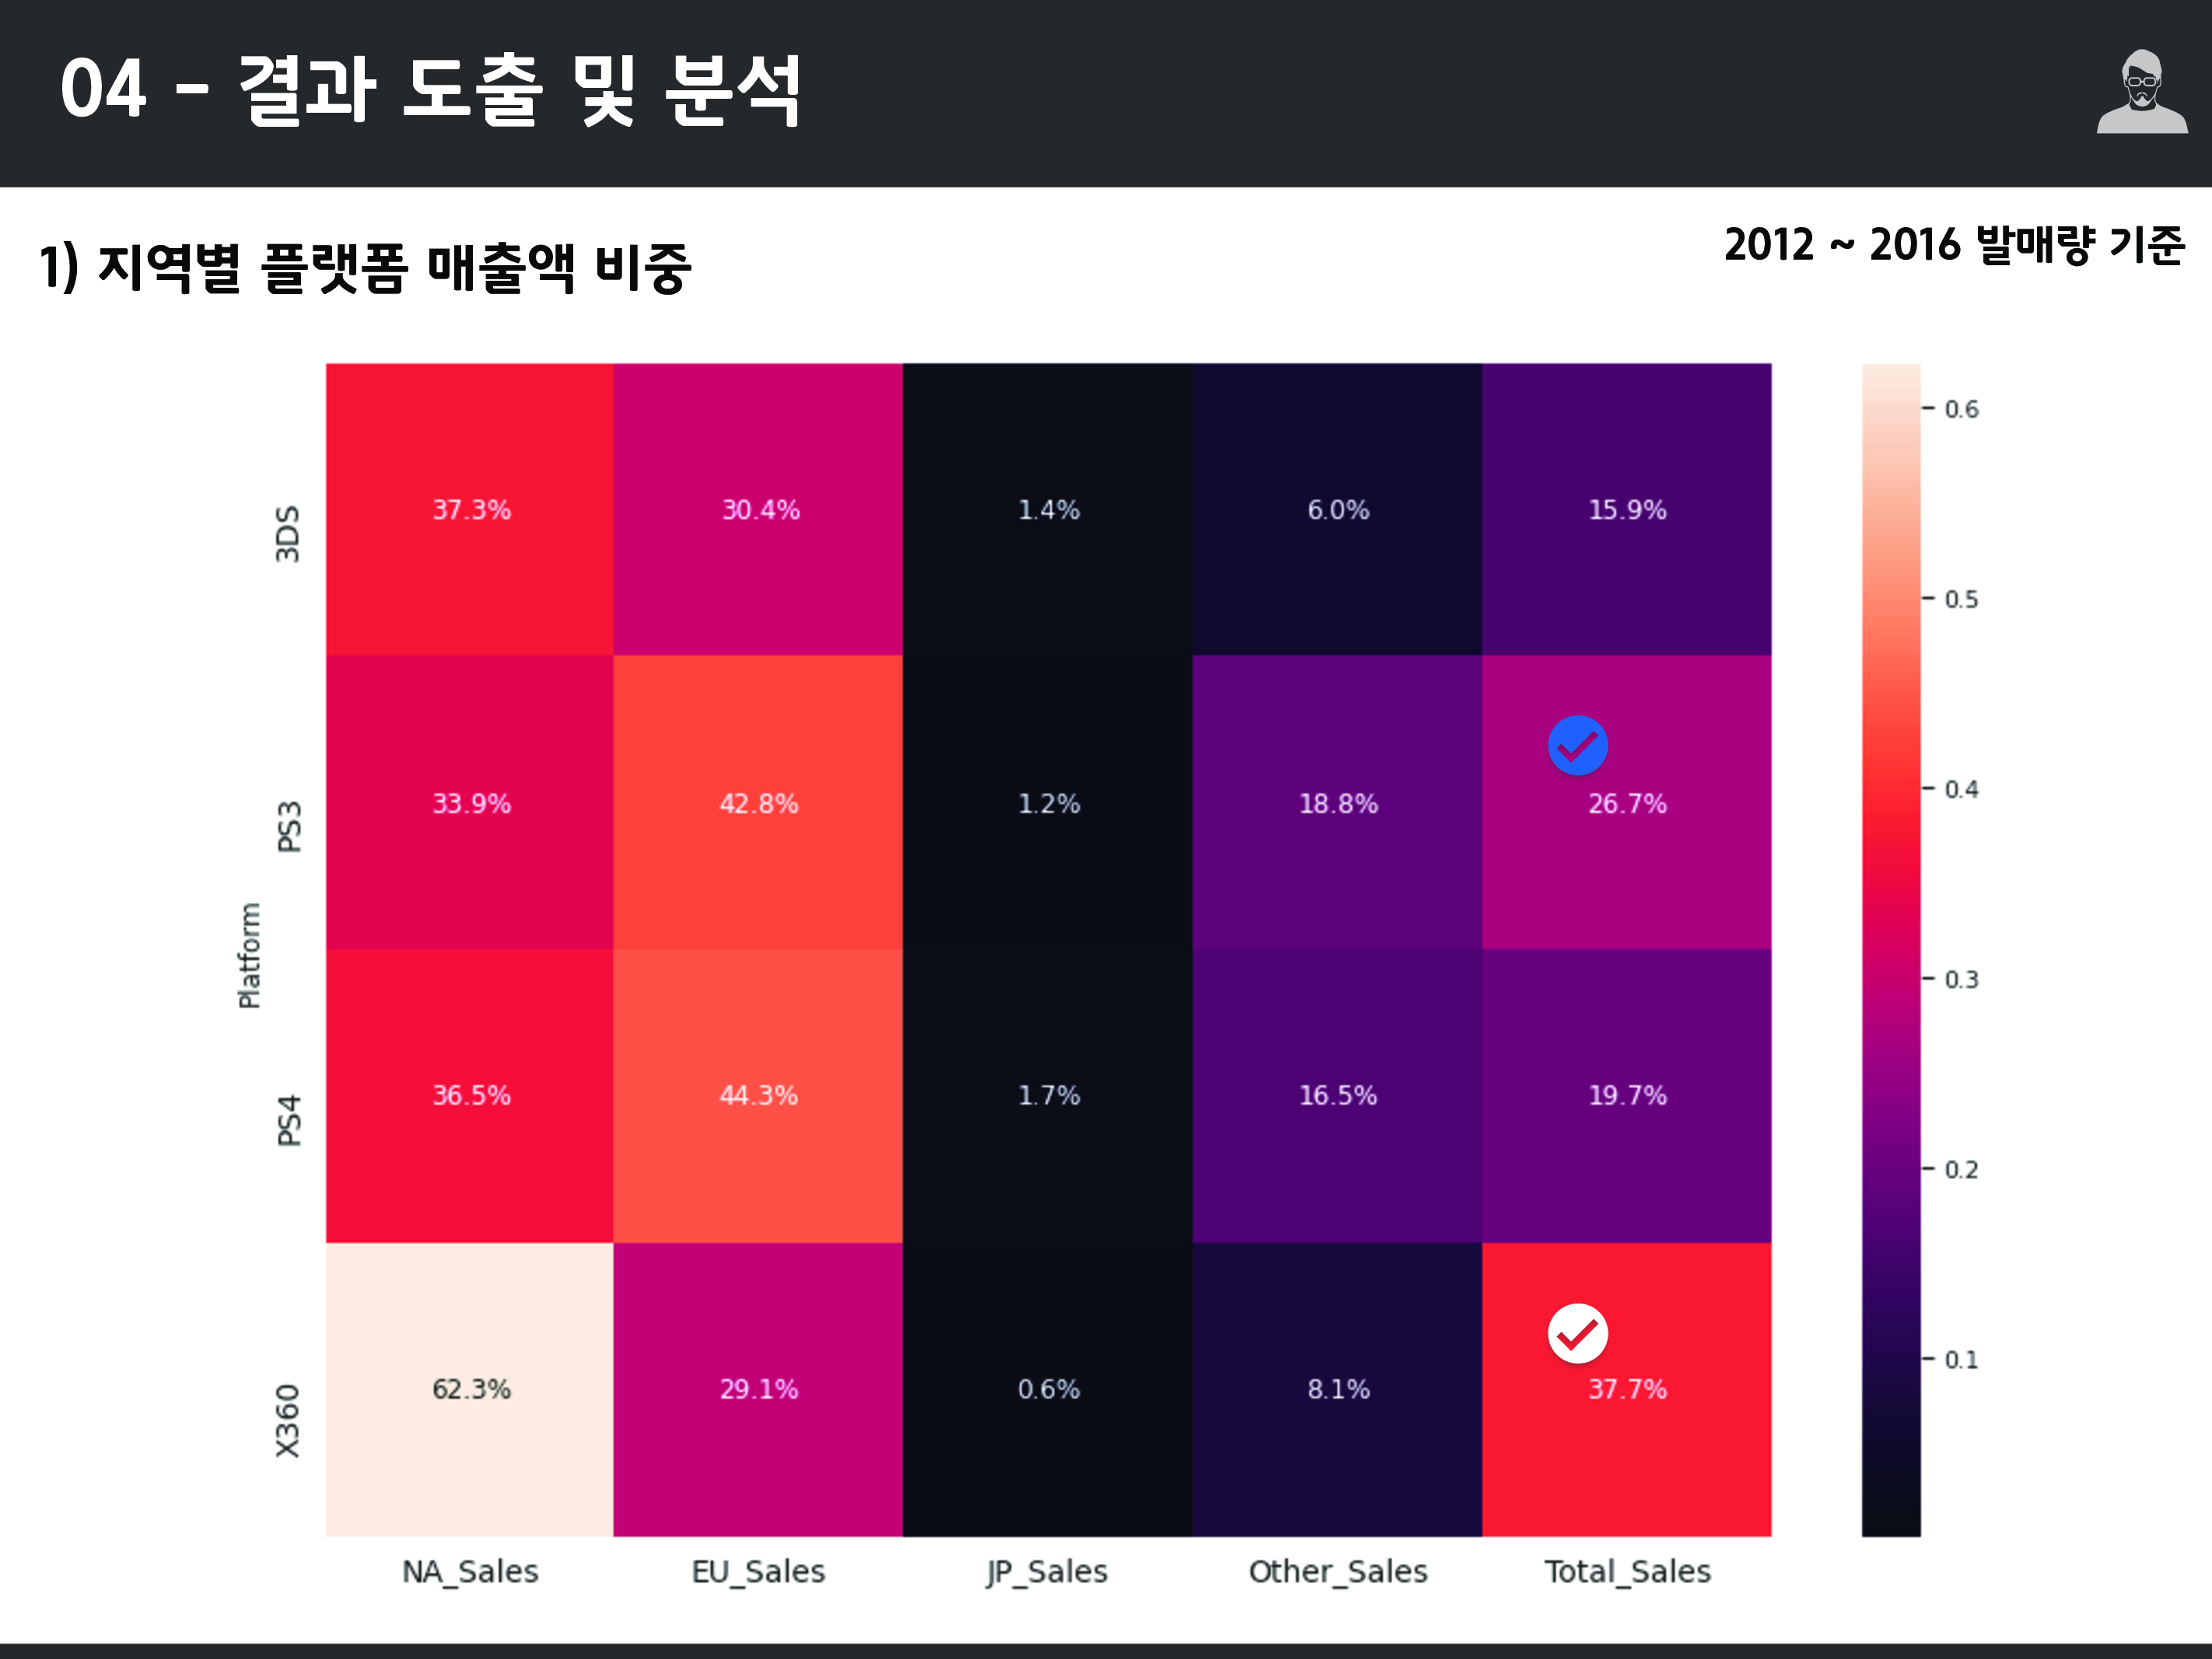 04 - 결과 도출 및 분석
1) 지역별 플랫폼 매출액 비중
2012 ~ 2016 발매량 기준
Platform
3DS 37.3% 30.4% 1.4% 6.0% 15.9%
PS3 33.9% 42.8% 1.2% 18.8% 26.7%
PS4 36.5% 44.3% 1.7% 16.5% 19.7%
X360 62.3% 29.1% 0.6% 8.1% 37.7%
NA_Sales EU_Sales JP_Sales Other_Sales Total_Sales
0.6
0.5
0.4
0.3
0.2
0.1